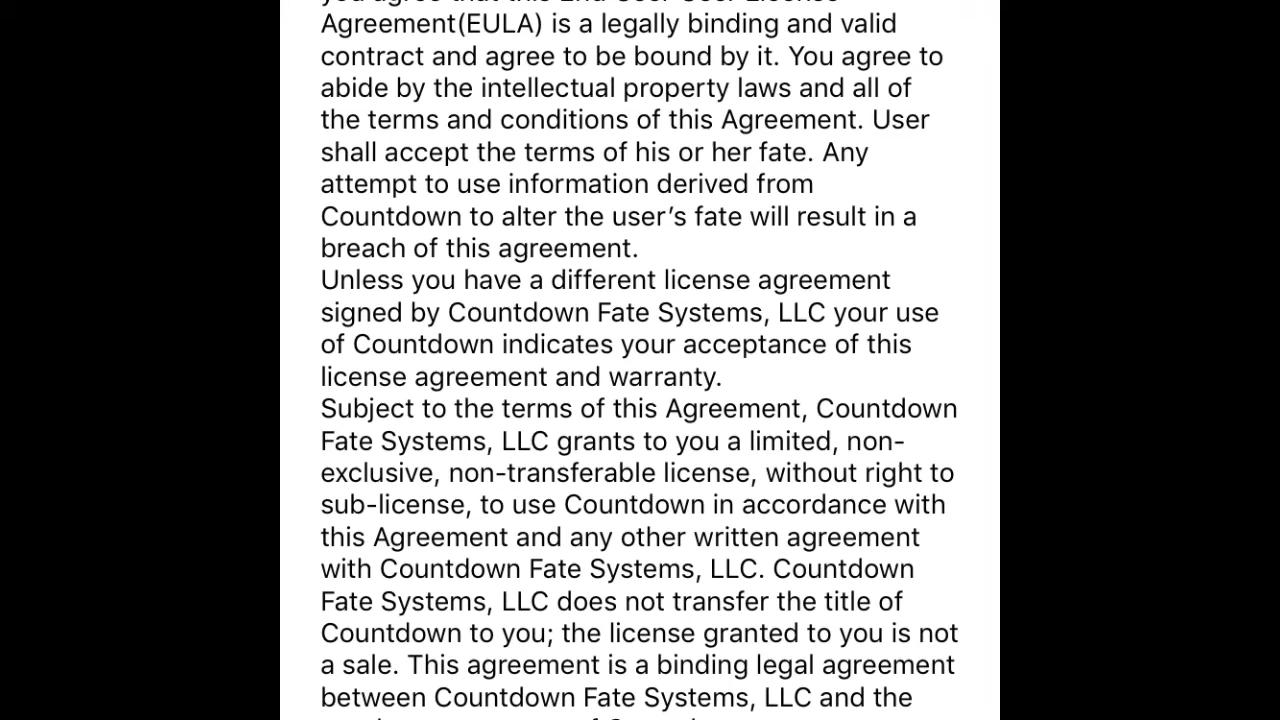 you agree that this End User License
Agreement(EULA) is a legally binding and valid
contract and agree to be bound by it. You agree to
abide by the intellectual property laws and all of
the terms and conditions of this Agreement. User
shall accept the terms of his or her fate. Any
attempt to use information derived from
Countdown to alter the user’s fate will result in a
breach of this agreement.
Unless you have a different license agreement
signed by Countdown Fate Systems, LLC your use
of Countdown indicates your acceptance of this
license agreement and warranty.
Subject to the terms of this Agreement, Countdown
Fate Systems, LLC grants to you a limited, non-
exclusive, non-transferable license, without right to
sub-license, to use Countdown in accordance with
this Agreement and any other written agreement
with Countdown Fate Systems, LLC. Countdown
Fate Systems, LLC does not transfer the title of
Countdown to you; the license granted to you is not
a sale. This agreement is a binding legal agreement
between Countdown Fate Systems, LLC and the